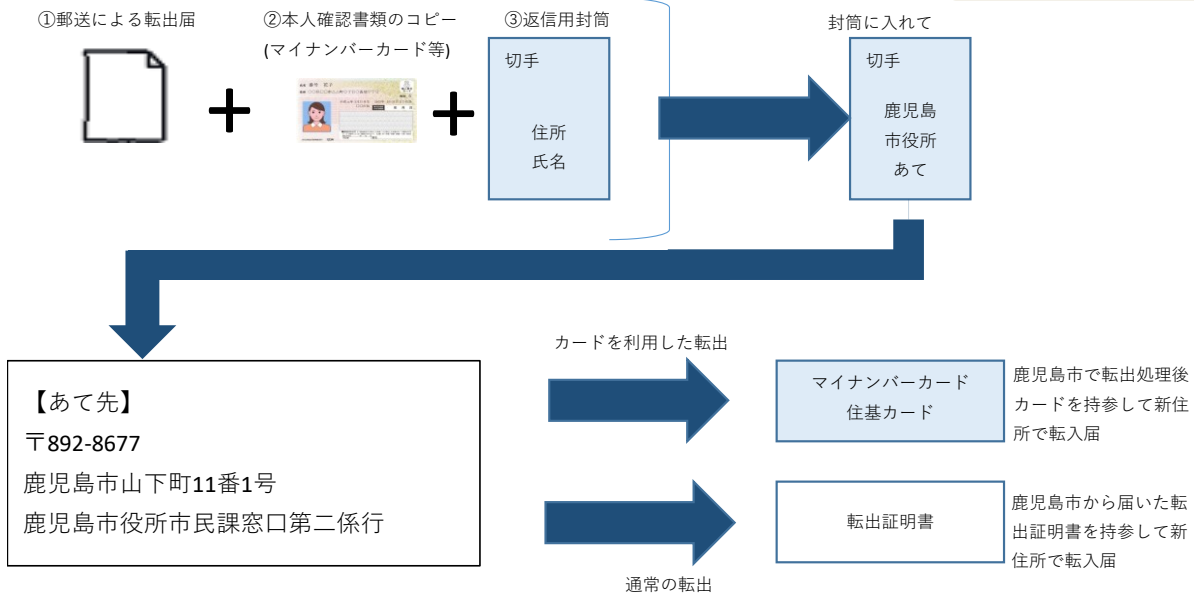 ①郵送による転出届
②本人確認書類のコピー
(マイナンバーカード等)
③返信用封筒
切手
住所
氏名
封筒に入れて
切手
鹿児島
市役所
あて
【あて先】
〒892-8677
鹿児島市山下町11番1号
鹿児島市役所市民課窓口第二係行
カードを利用した転出
マイナンバーカード
住基カード
鹿児島市で転出処理後
カードを持参して新住
所で転入届
転出証明書
鹿児島市から届いた転
出証明書を持参して新
住所で転入届
通常の転出